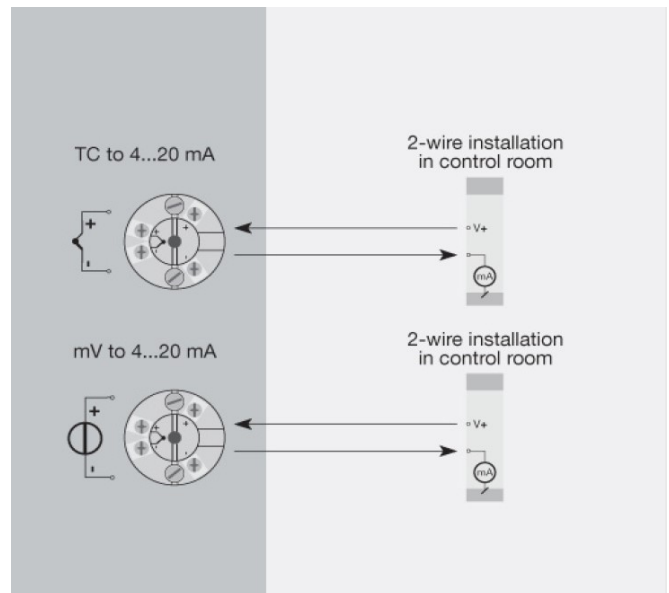 TC to 4...20 mA
2-wire installation
in control room
+
-
+
-
V+
mA
mV to 4...20 mA
2-wire installation
in control room
+
-
+
-
V+
mA